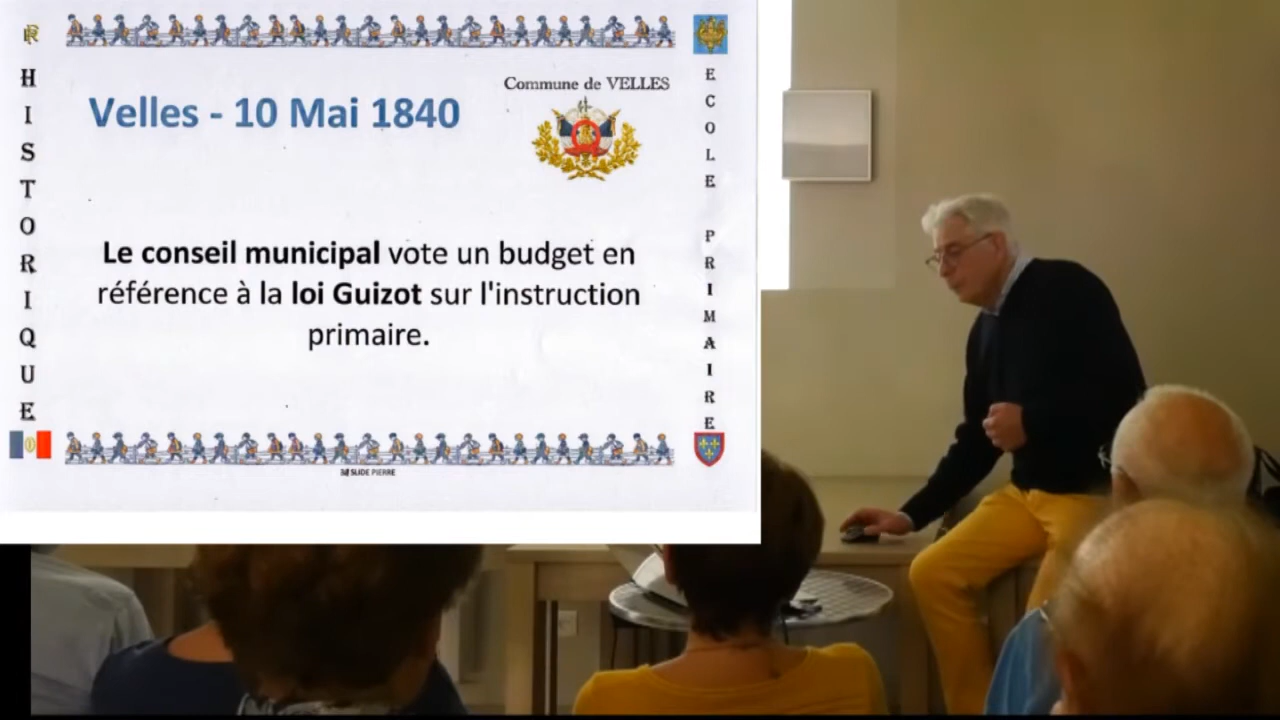 HISTORIQUE
Commune de VELLES
Velles - 10 Mai 1840
Le conseil municipal vote un budget en
référence à la loi Guizot sur l'instruction
primaire.
ECOLE PRIMAIRE
SLIDE PIERRE